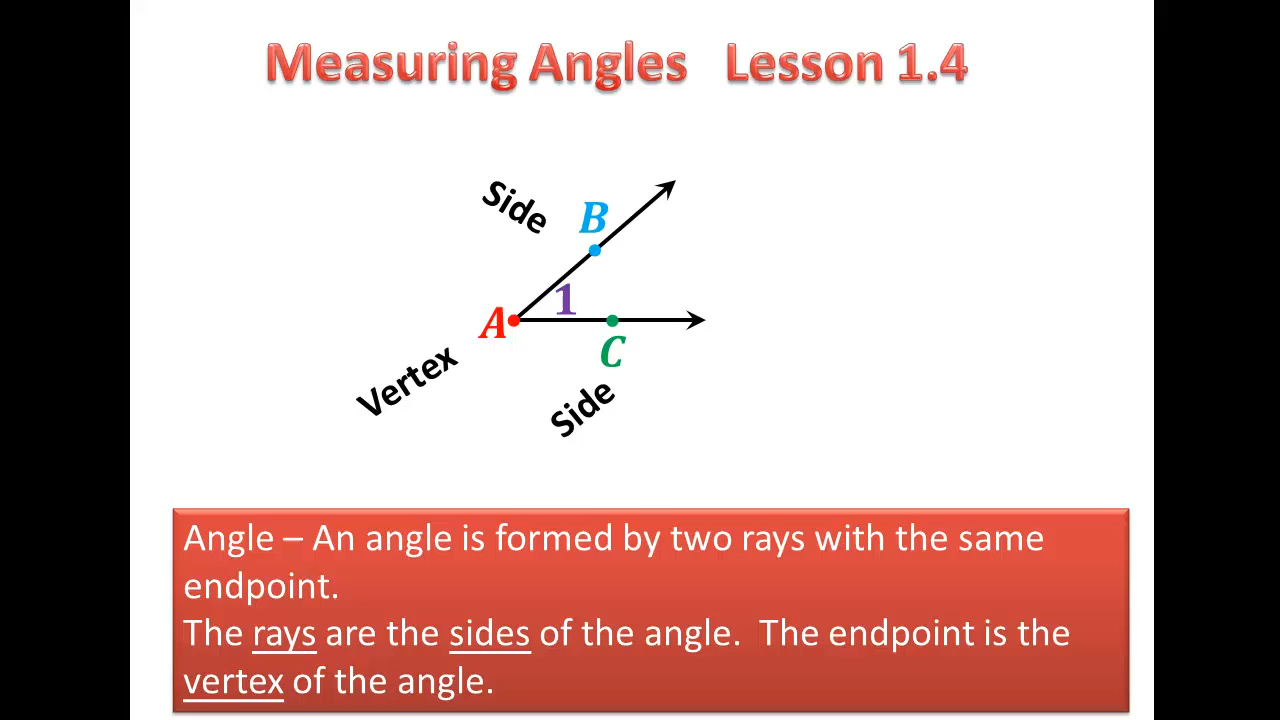 Measuring Angles Lesson 1.4
Side
B
1
A
C
Vertex
Side
Angle – An angle is formed by two rays with the same
endpoint.
The rays are the sides of the angle. The endpoint is the
vertex of the angle.